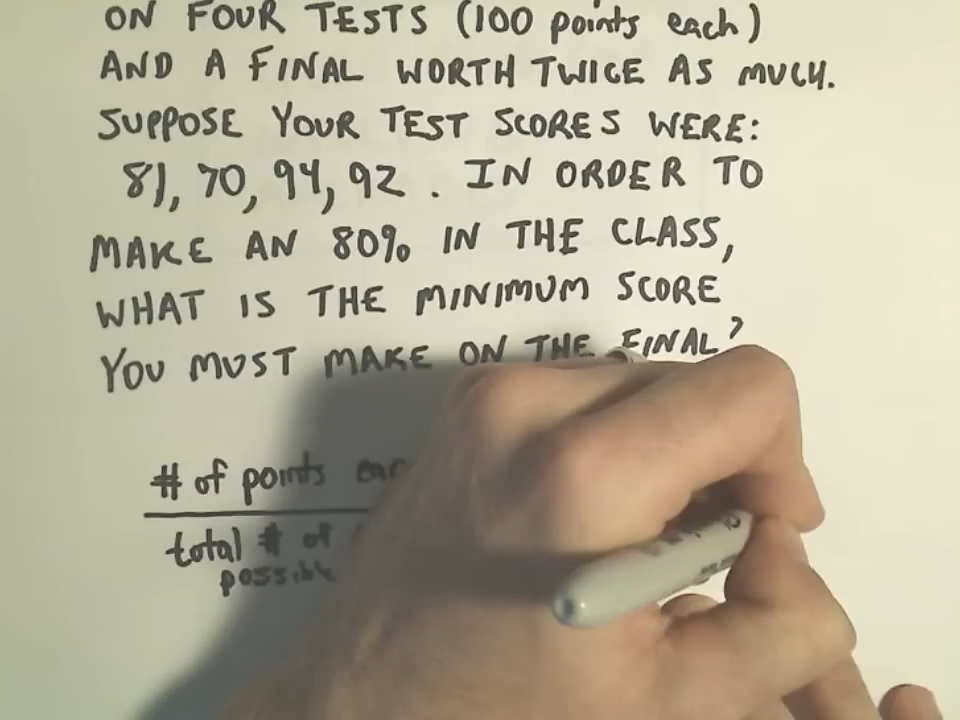 ON FOUR TESTS (100 points each)
AND A FINAL WORTH TWICE AS MUCH.
SUPPOSE YOUR TEST SCORES WERE:
81, 70, 94, 92. IN ORDER TO
MAKE AN 80% IN THE CLASS,
WHAT IS THE MINIMUM SCORE
YOU MUST MAKE ON THE FINAL?
# of points
total # of
possible